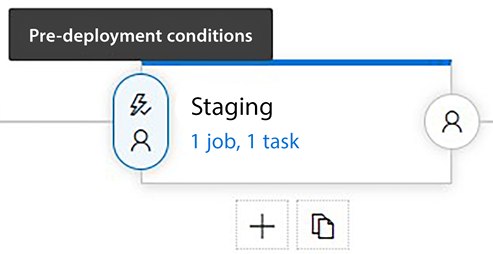 Pre-deployment conditions
Staging
1 job, 1 task